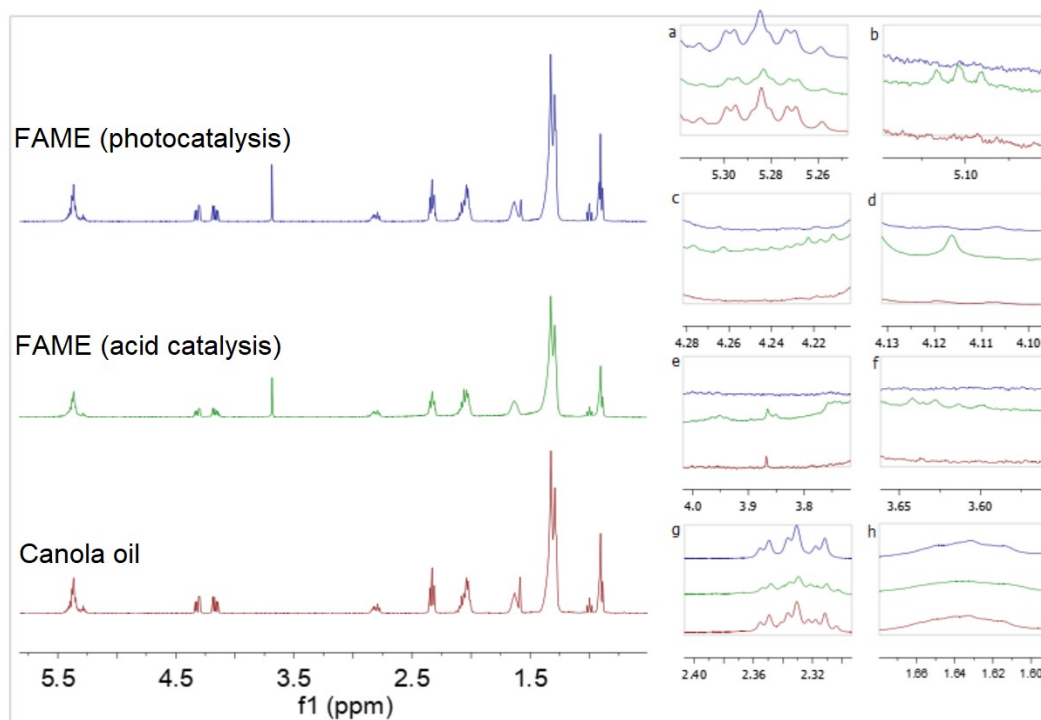 FAME (photocatalysis)
FAME (acid catalysis)
Canola oil
5.5 4.5 3.5 2.5 1.5
f1 (ppm)
a
5.30 5.28 5.26
b
5.10
c
4.28 4.26 4.24 4.22
d
4.13 4.12 4.11 4.10
e
4.0 3.9 3.8
f
3.65 3.60
g
2.40 2.36 2.32
h
1.66 1.64 1.62 1.60